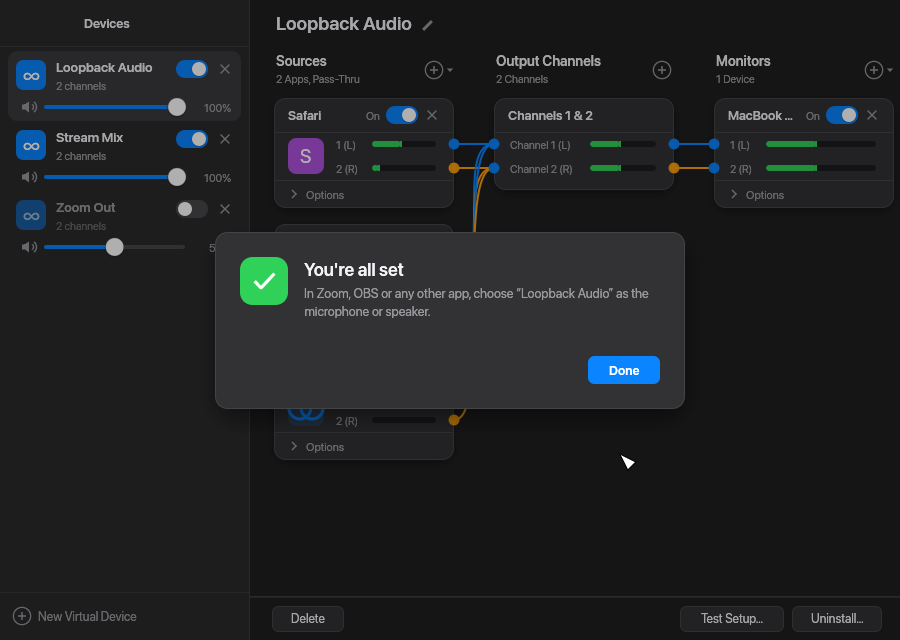 Devices
Loopback Audio
2 channels
100%
Stream Mix
2 channels
100%
Zoom Out
2 channels
New Virtual Device
Loopback Audio
Sources
2 Apps, Pass-Thru
Output Channels
2 Channels
Monitors
1 Device
Safari
On
S
1 (L)
2 (R)
Options
Channels 1 & 2
Channel 1 (L)
Channel 2 (R)
MacBook ...
On
1 (L)
2 (R)
Options
You're all set
In Zoom, OBS or any other app, choose "Loopback Audio" as the
microphone or speaker.
Done
2 (R)
Options
Delete
Test Setup...
Uninstall...